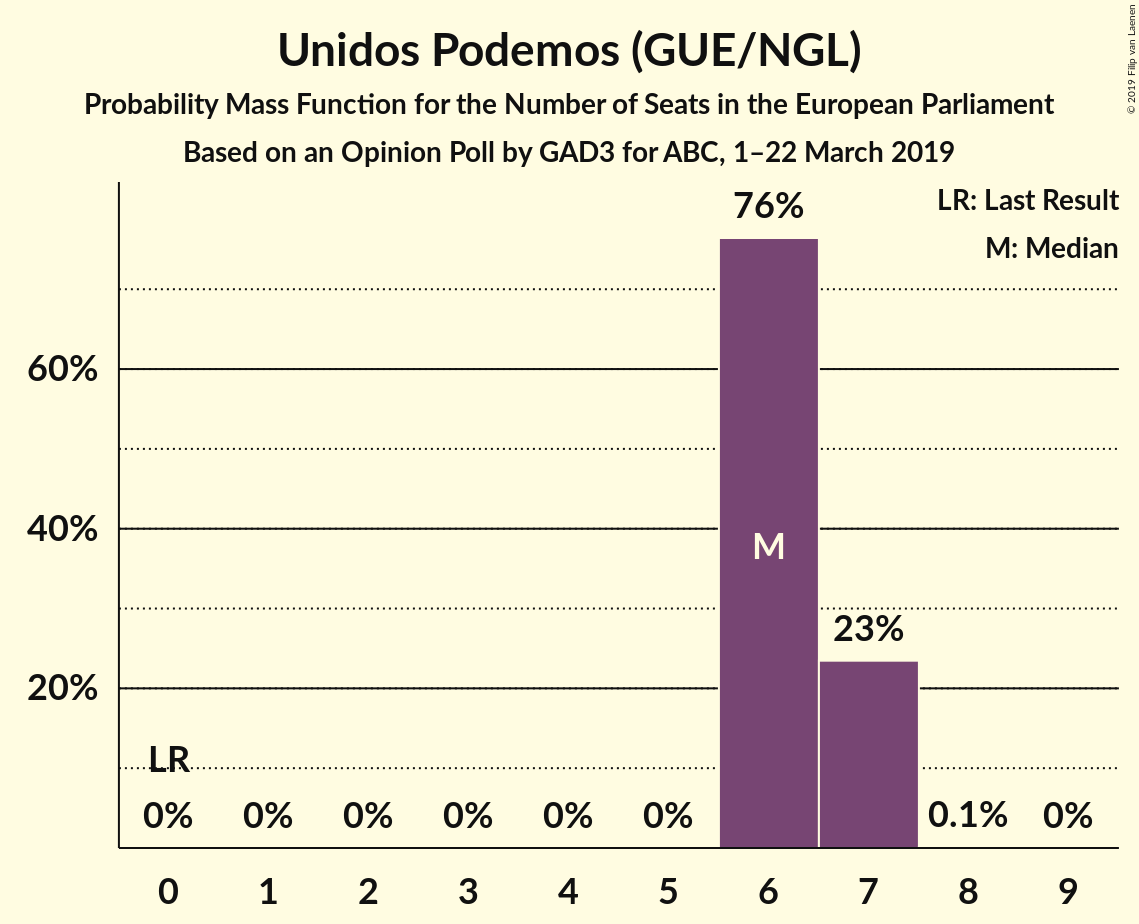 Unidos Podemos (GUE/NGL)
Probability Mass Function for the Number of Seats in the European Parliament
Based on an Opinion Poll by GAD3 for ABC, 1–22 March 2019
© 2019 Filip van Laenen
LR: Last Result
M: Median
76%
60%
40%
M
23%
20%
LR
0% 0% 0% 0% 0% 0% 0.1% 0%
0 1 2 3 4 5 6 7 8 9